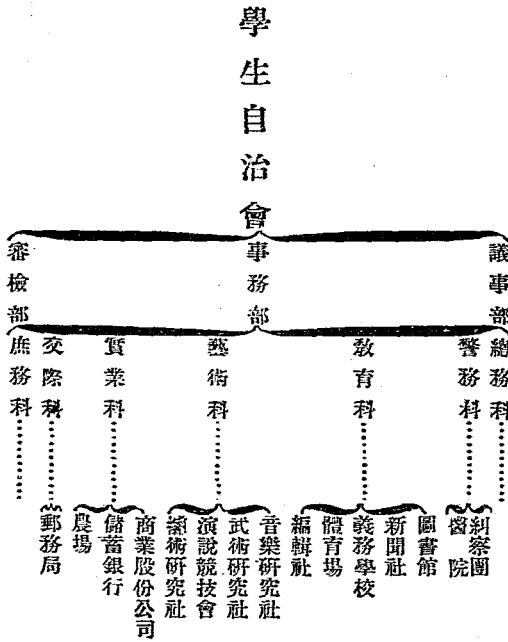 學生自治會
議事部
事務部
審檢部
總務科
警務科
教育科
藝術科
實業科
交際科
庶務科
糾察團
醫院
圖書館
新聞社
義務學校
體育場
編輯社
音樂研究社
武術研究社
演說競技會
術研究社
商業股份公司
儲蓄銀行
農場
郵務局